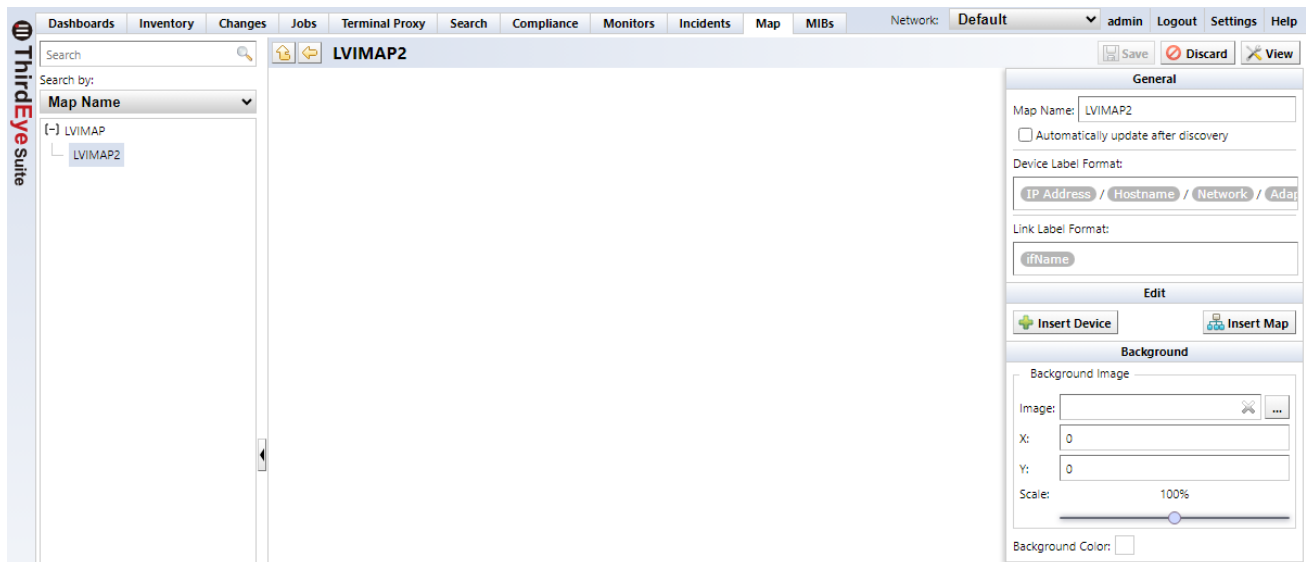 Dashboards Inventory Changes Jobs Terminal Proxy Search Compliance Monitors Incidents Map MIBs Network: Default admin Logout Settings Help
ThirdEye Suite
Search
Search by:
Map Name
[-] LVIMAP
LVIMAP2
LVIMAP2
Save Discard View
General
Map Name: LVIMAP2
Automatically update after discovery
Device Label Format:
IP Address / Hostname / Network / Adap
Link Label Format:
ifName
Edit
Insert Device Insert Map
Background
Background Image
Image: ...
X: 0
Y: 0
Scale: 100%
Background Color: